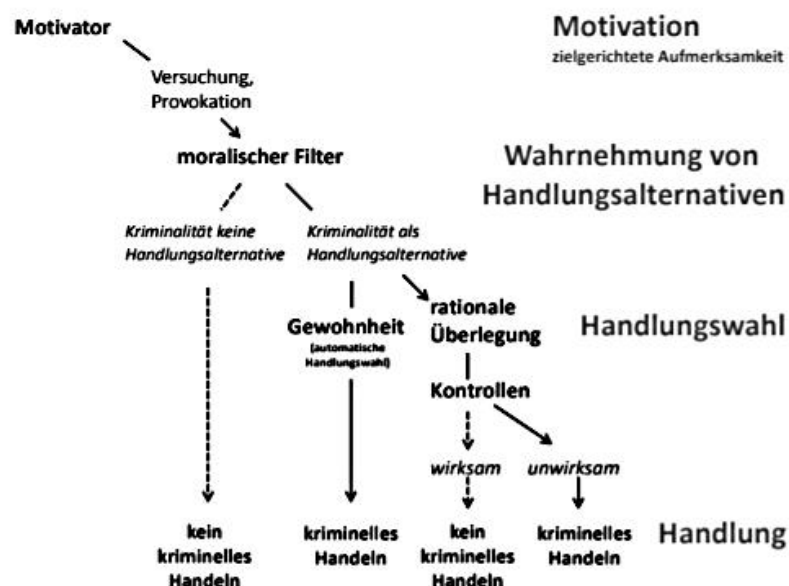 Motivator
Motivation
zielgerichtete Aufmerksamkeit
Versuchung,
Provokation
moralischer Filter
Wahrnehmung von
Handlungsalternativen
Kriminalität keine
Handlungsalternative
Kriminalität als
Handlungsalternative
Gewohnheit
(automatische
Handlungswahl)
rationale
Überlegung
Handlungswahl
Kontrollen
wirksam
unwirksam
kein
kriminelles
Handeln
kriminelles
Handeln
kein
kriminelles
Handeln
kriminelles
Handeln
Handlung